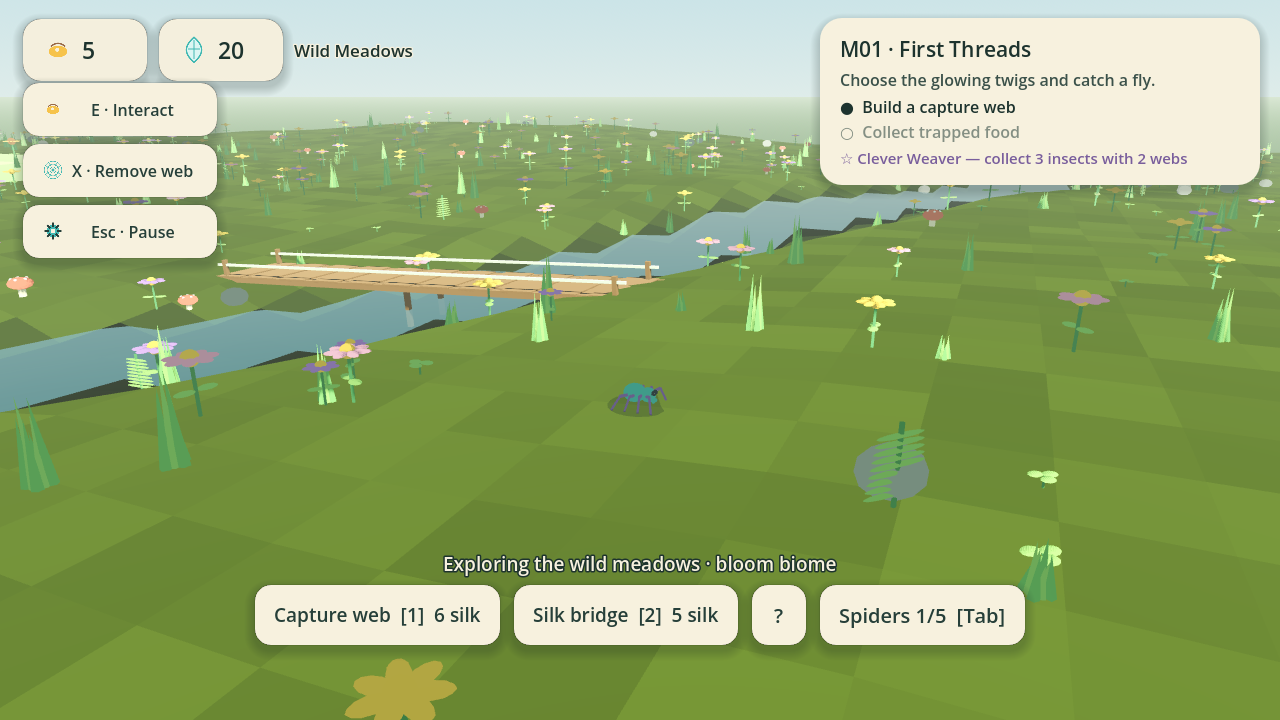 5
20
Wild Meadows
E · Interact
X · Remove web
Esc · Pause
M01 · First Threads
Choose the glowing twigs and catch a fly.
● Build a capture web
○ Collect trapped food
☆ Clever Weaver — collect 3 insects with 2 webs
Exploring the wild meadows · bloom biome
Capture web [1] 6 silk
Silk bridge [2] 5 silk
?
Spiders 1/5 [Tab]